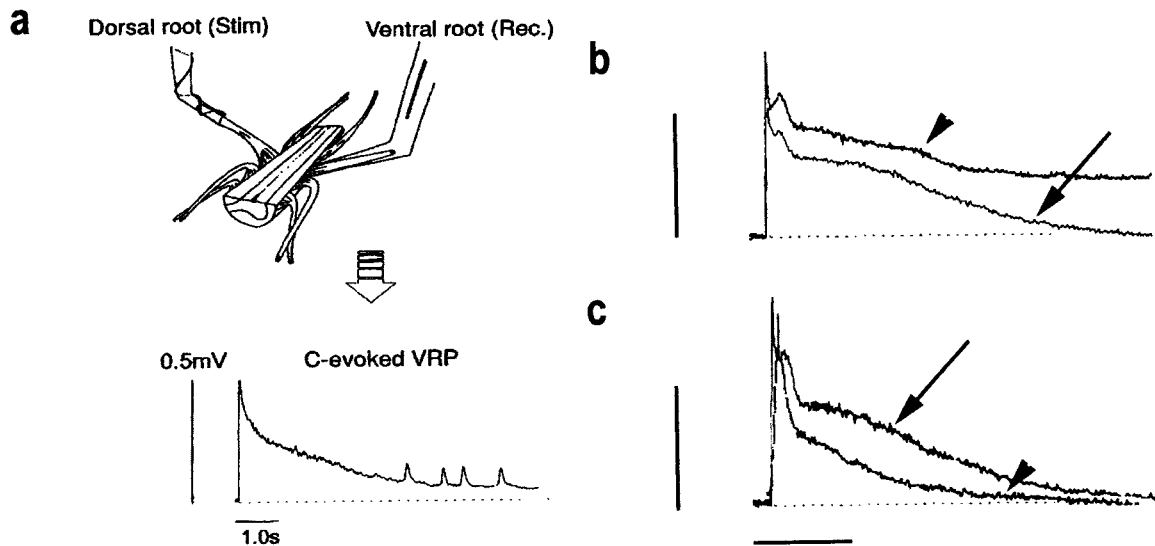 a
Dorsal root (Stim)
Ventral root (Rec.)
0.5mV
C-evoked VRP
1.0s
b
c